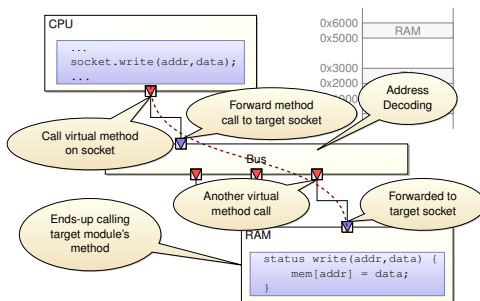 CPU
...
socket.write(addr,data);
...
0x6000
RAM
0x5000
0x3000
0x2000
Call virtual method
on socket
Forward method
call to target socket
Address
Decoding
Bus
Ends-up calling
target module's
method
Another virtual
method call
Forwarded to
target socket
RAM
status write(addr,data) {
mem[addr] = data;
}